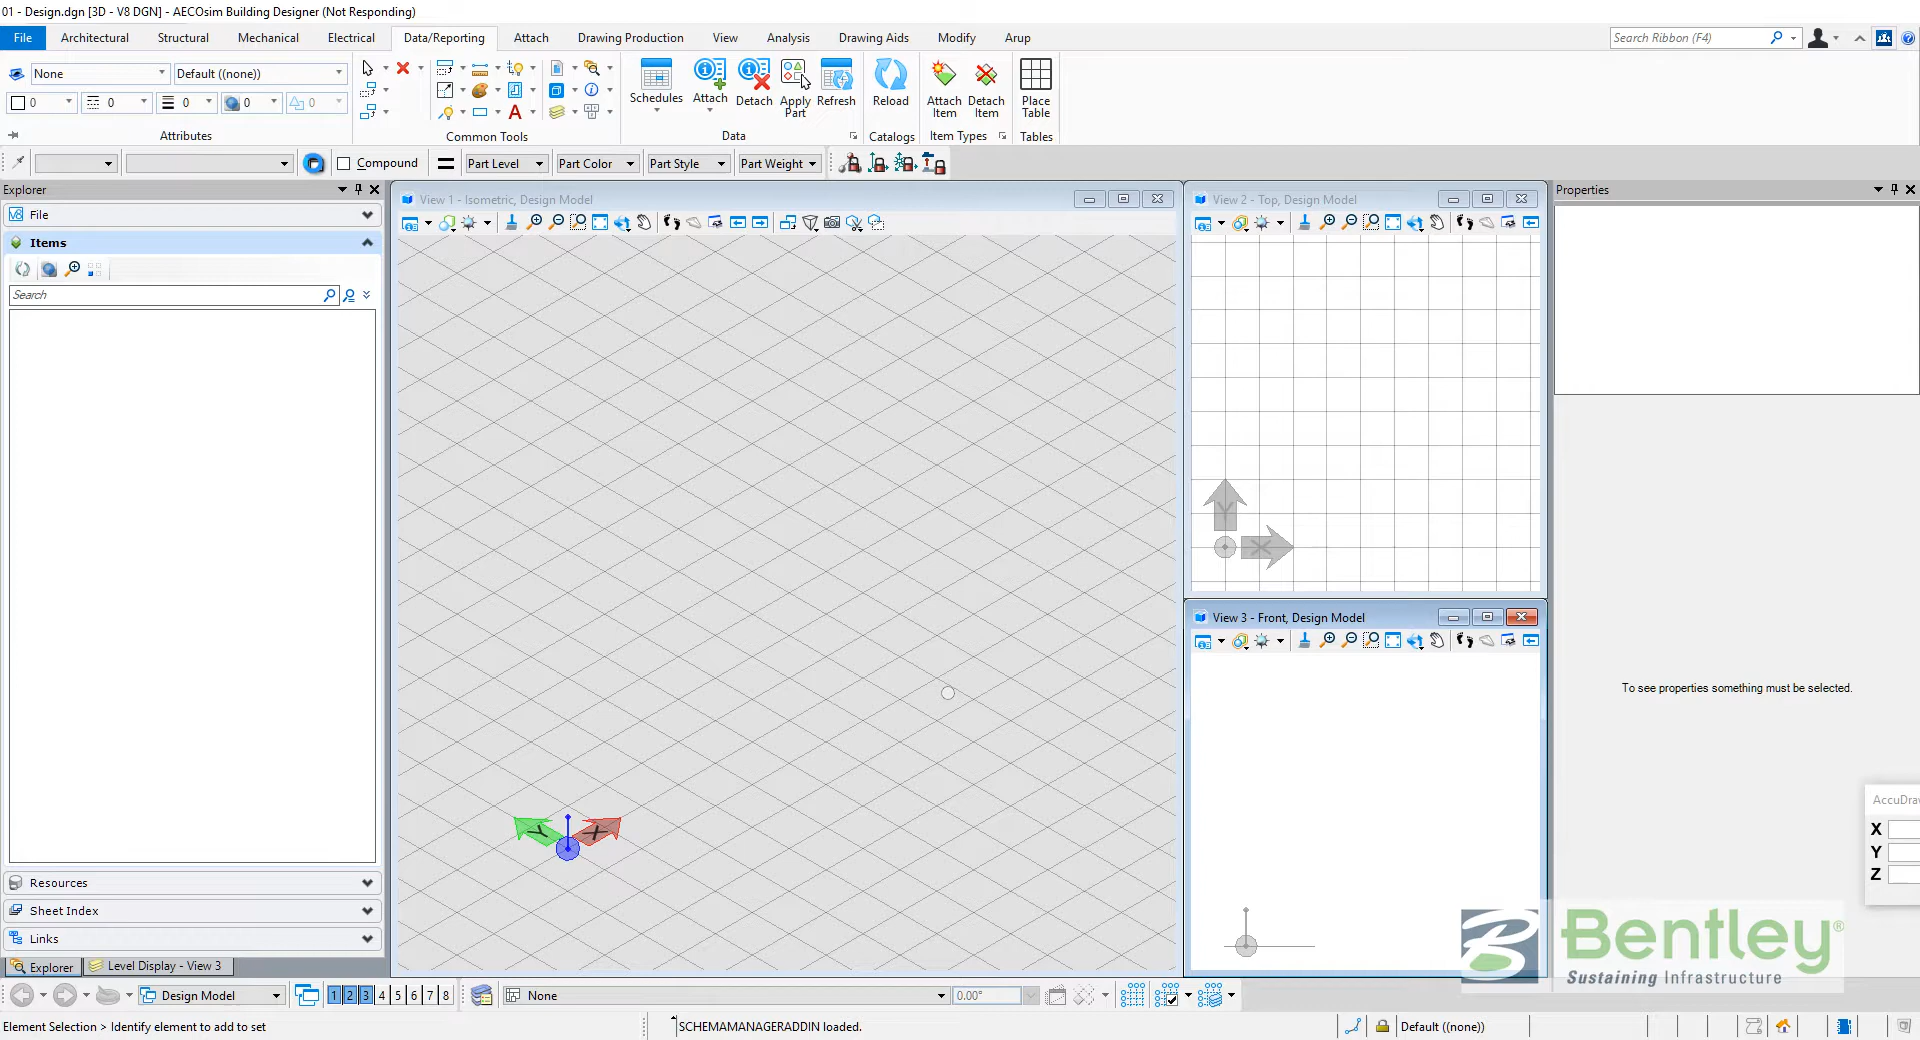 01 - Design.dgn [3D - V8 DGN] - AECOsim Building Designer (Not Responding)
File Architectural Structural Mechanical Electrical Data/Reporting Attach Drawing Production View Analysis Drawing Aids Modify Arup Search Ribbon (F4)
None Default ((none))
0 0 0 0 0
Schedules Attach Detach Apply Part Refresh Reload Attach Item Detach Item Place Table
Attributes Common Tools Data Catalogs Item Types Tables
Compound Part Level Part Color Part Style Part Weight
Explorer
File
Items
Search
Resources
Sheet Index
Links
Explorer Level Display - View 3
View 1 - Isometric, Design Model
Y X
View 2 - Top, Design Model
Y
X
View 3 - Front, Design Model
Properties
To see properties something must be selected.
AccuDraw
X
Y
Z
Bentley®
Sustaining Infrastructure
Design Model 1 2 3 4 5 6 7 8 None 0.00°
Element Selection > Identify element to add to set SCHEMAMANAGERADDIN loaded. Default ((none))